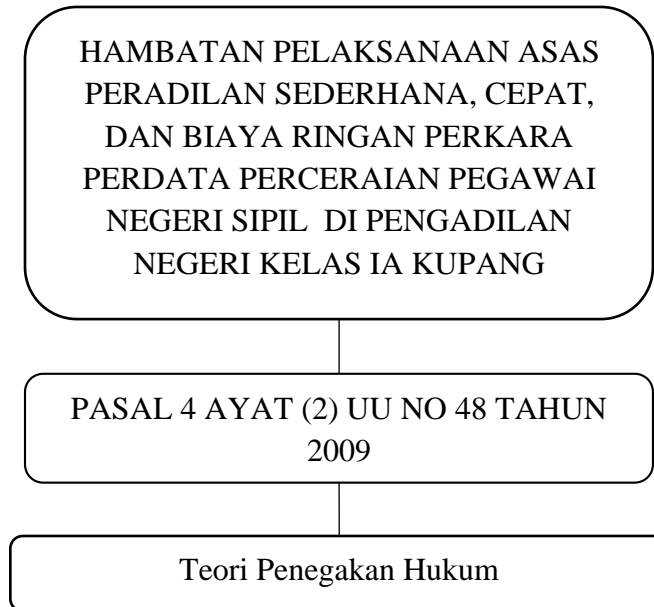 HAMBATAN PELAKSANAAN ASAS
PERADILAN SEDERHANA, CEPAT,
DAN BIAYA RINGAN PERKARA
PERDATA PERCERAIAN PEGAWAI
NEGERI SIPIL DI PENGADILAN
NEGERI KELAS IA KUPANG
PASAL 4 AYAT (2) UU NO 48 TAHUN
2009
Teori Penegakan Hukum